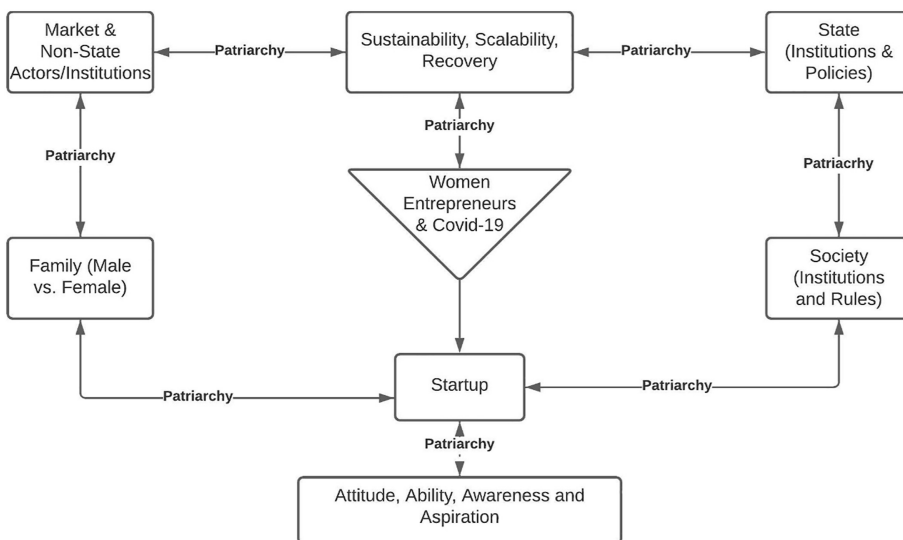 Market &
Non-State
Actors/Institutions
Patriarchy
Sustainability, Scalability,
Recovery
Patriarchy
State
(Institutions &
Policies)
Patriarchy
Patriarchy
Patriacrhy
Women
Entrepreneurs
& Covid-19
Family (Male
vs. Female)
Society
(Institutions
and Rules)
Patriarchy
Startup
Patriarchy
Patriarchy
Attitude, Ability, Awareness and
Aspiration